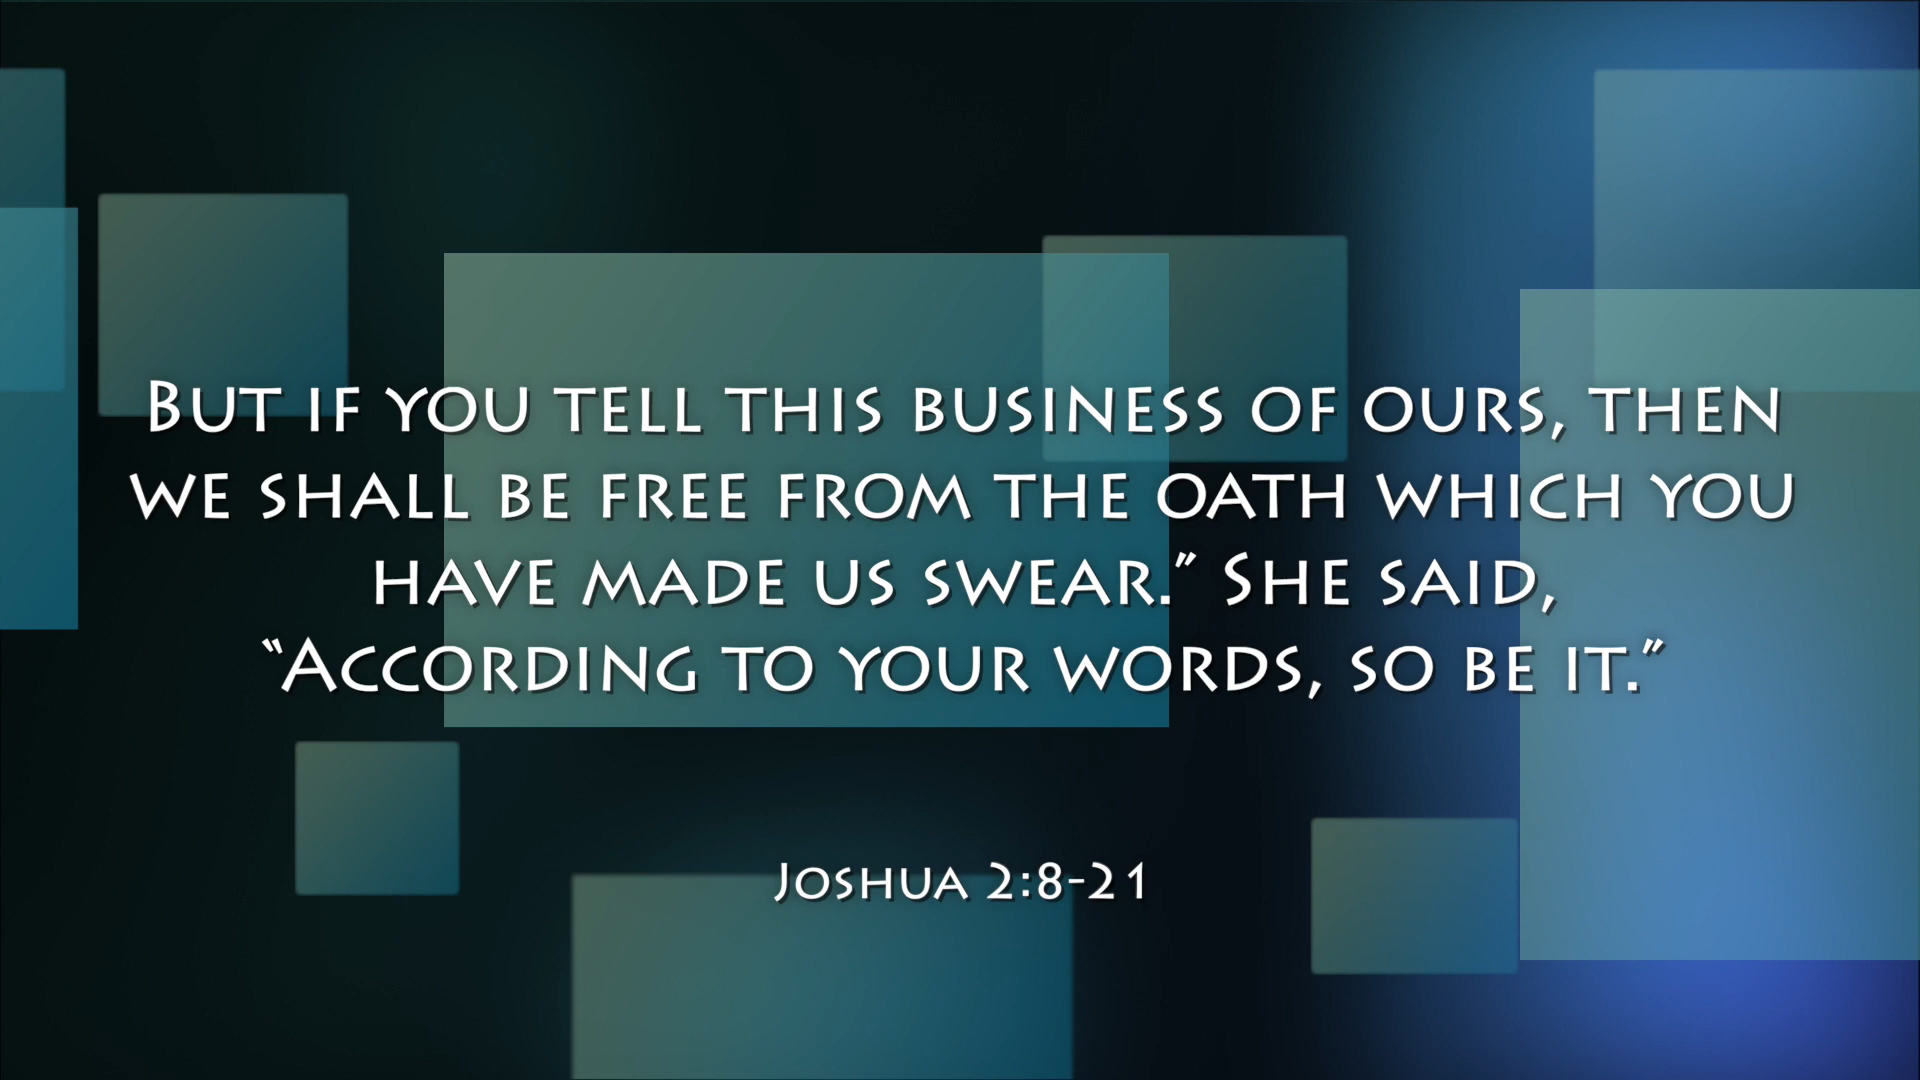 But if you tell this business of ours, then
we shall be free from the oath which you
have made us swear.” She said,
“According to your words, so be it.”
Joshua 2:8-21